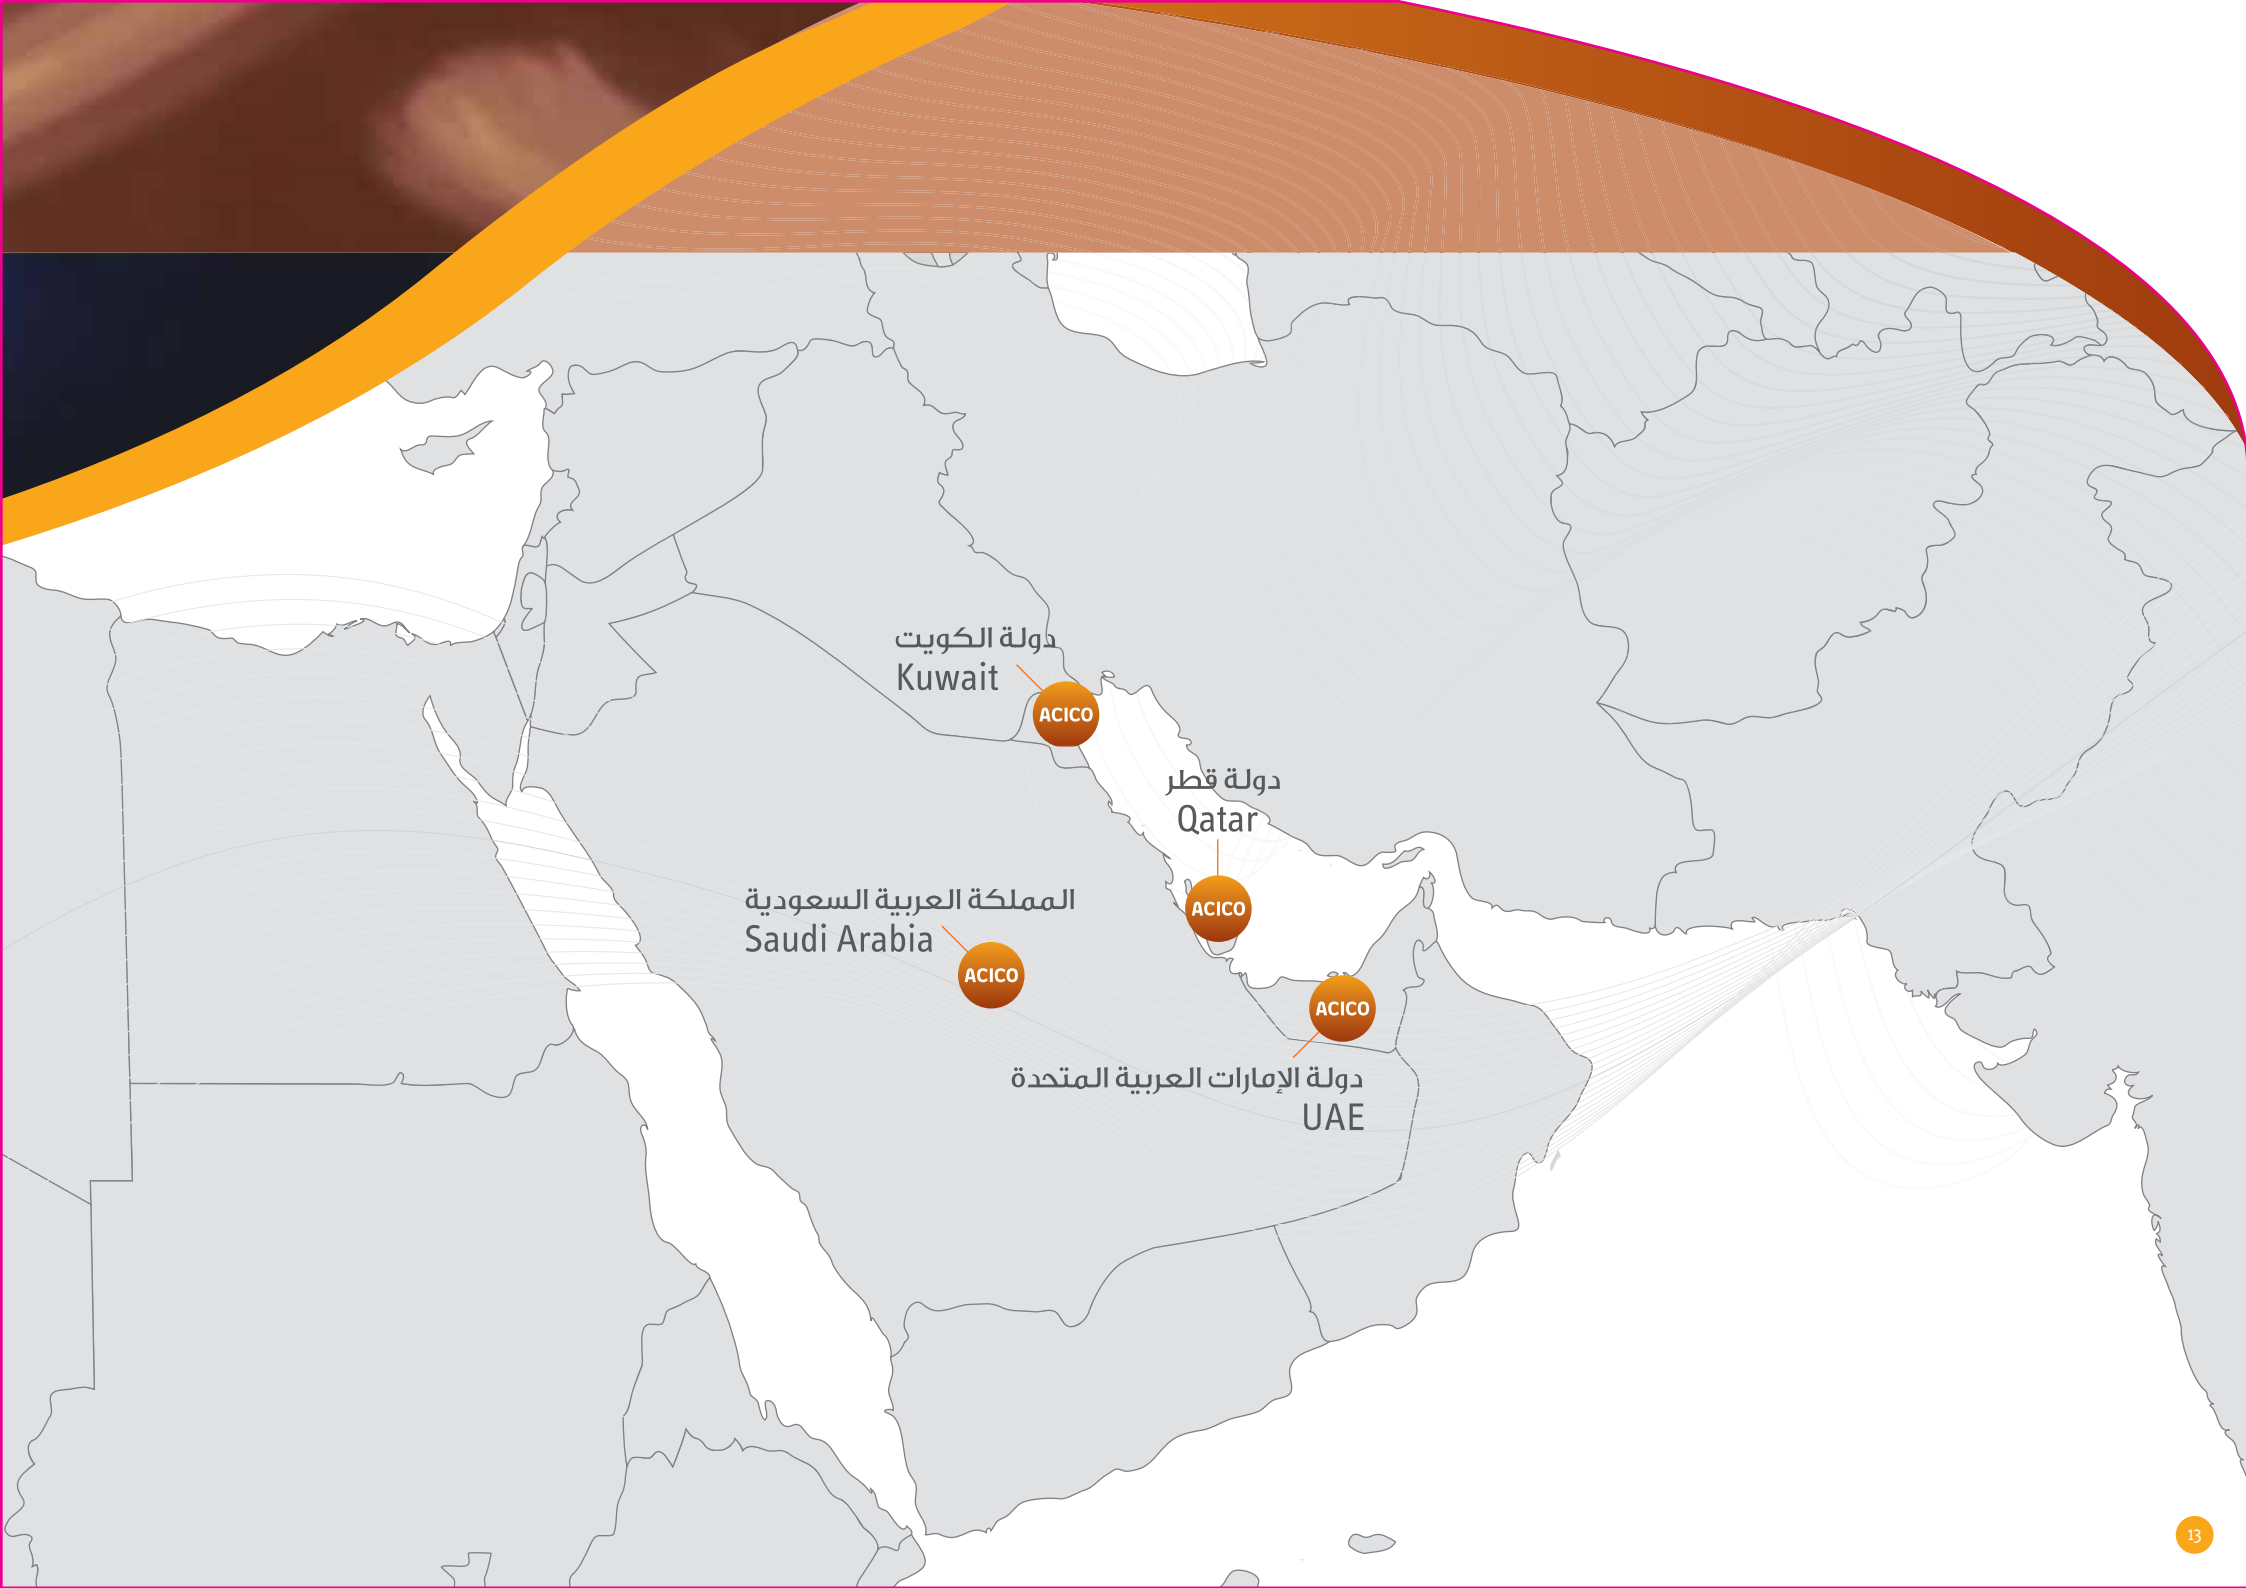 دولة الكويت
Kuwait
ACICO
دولة قطر
Qatar
ACICO
المملكة العربية السعودية
Saudi Arabia
ACICO
ACICO
دولة الإمارات العربية المتحدة
UAE
13